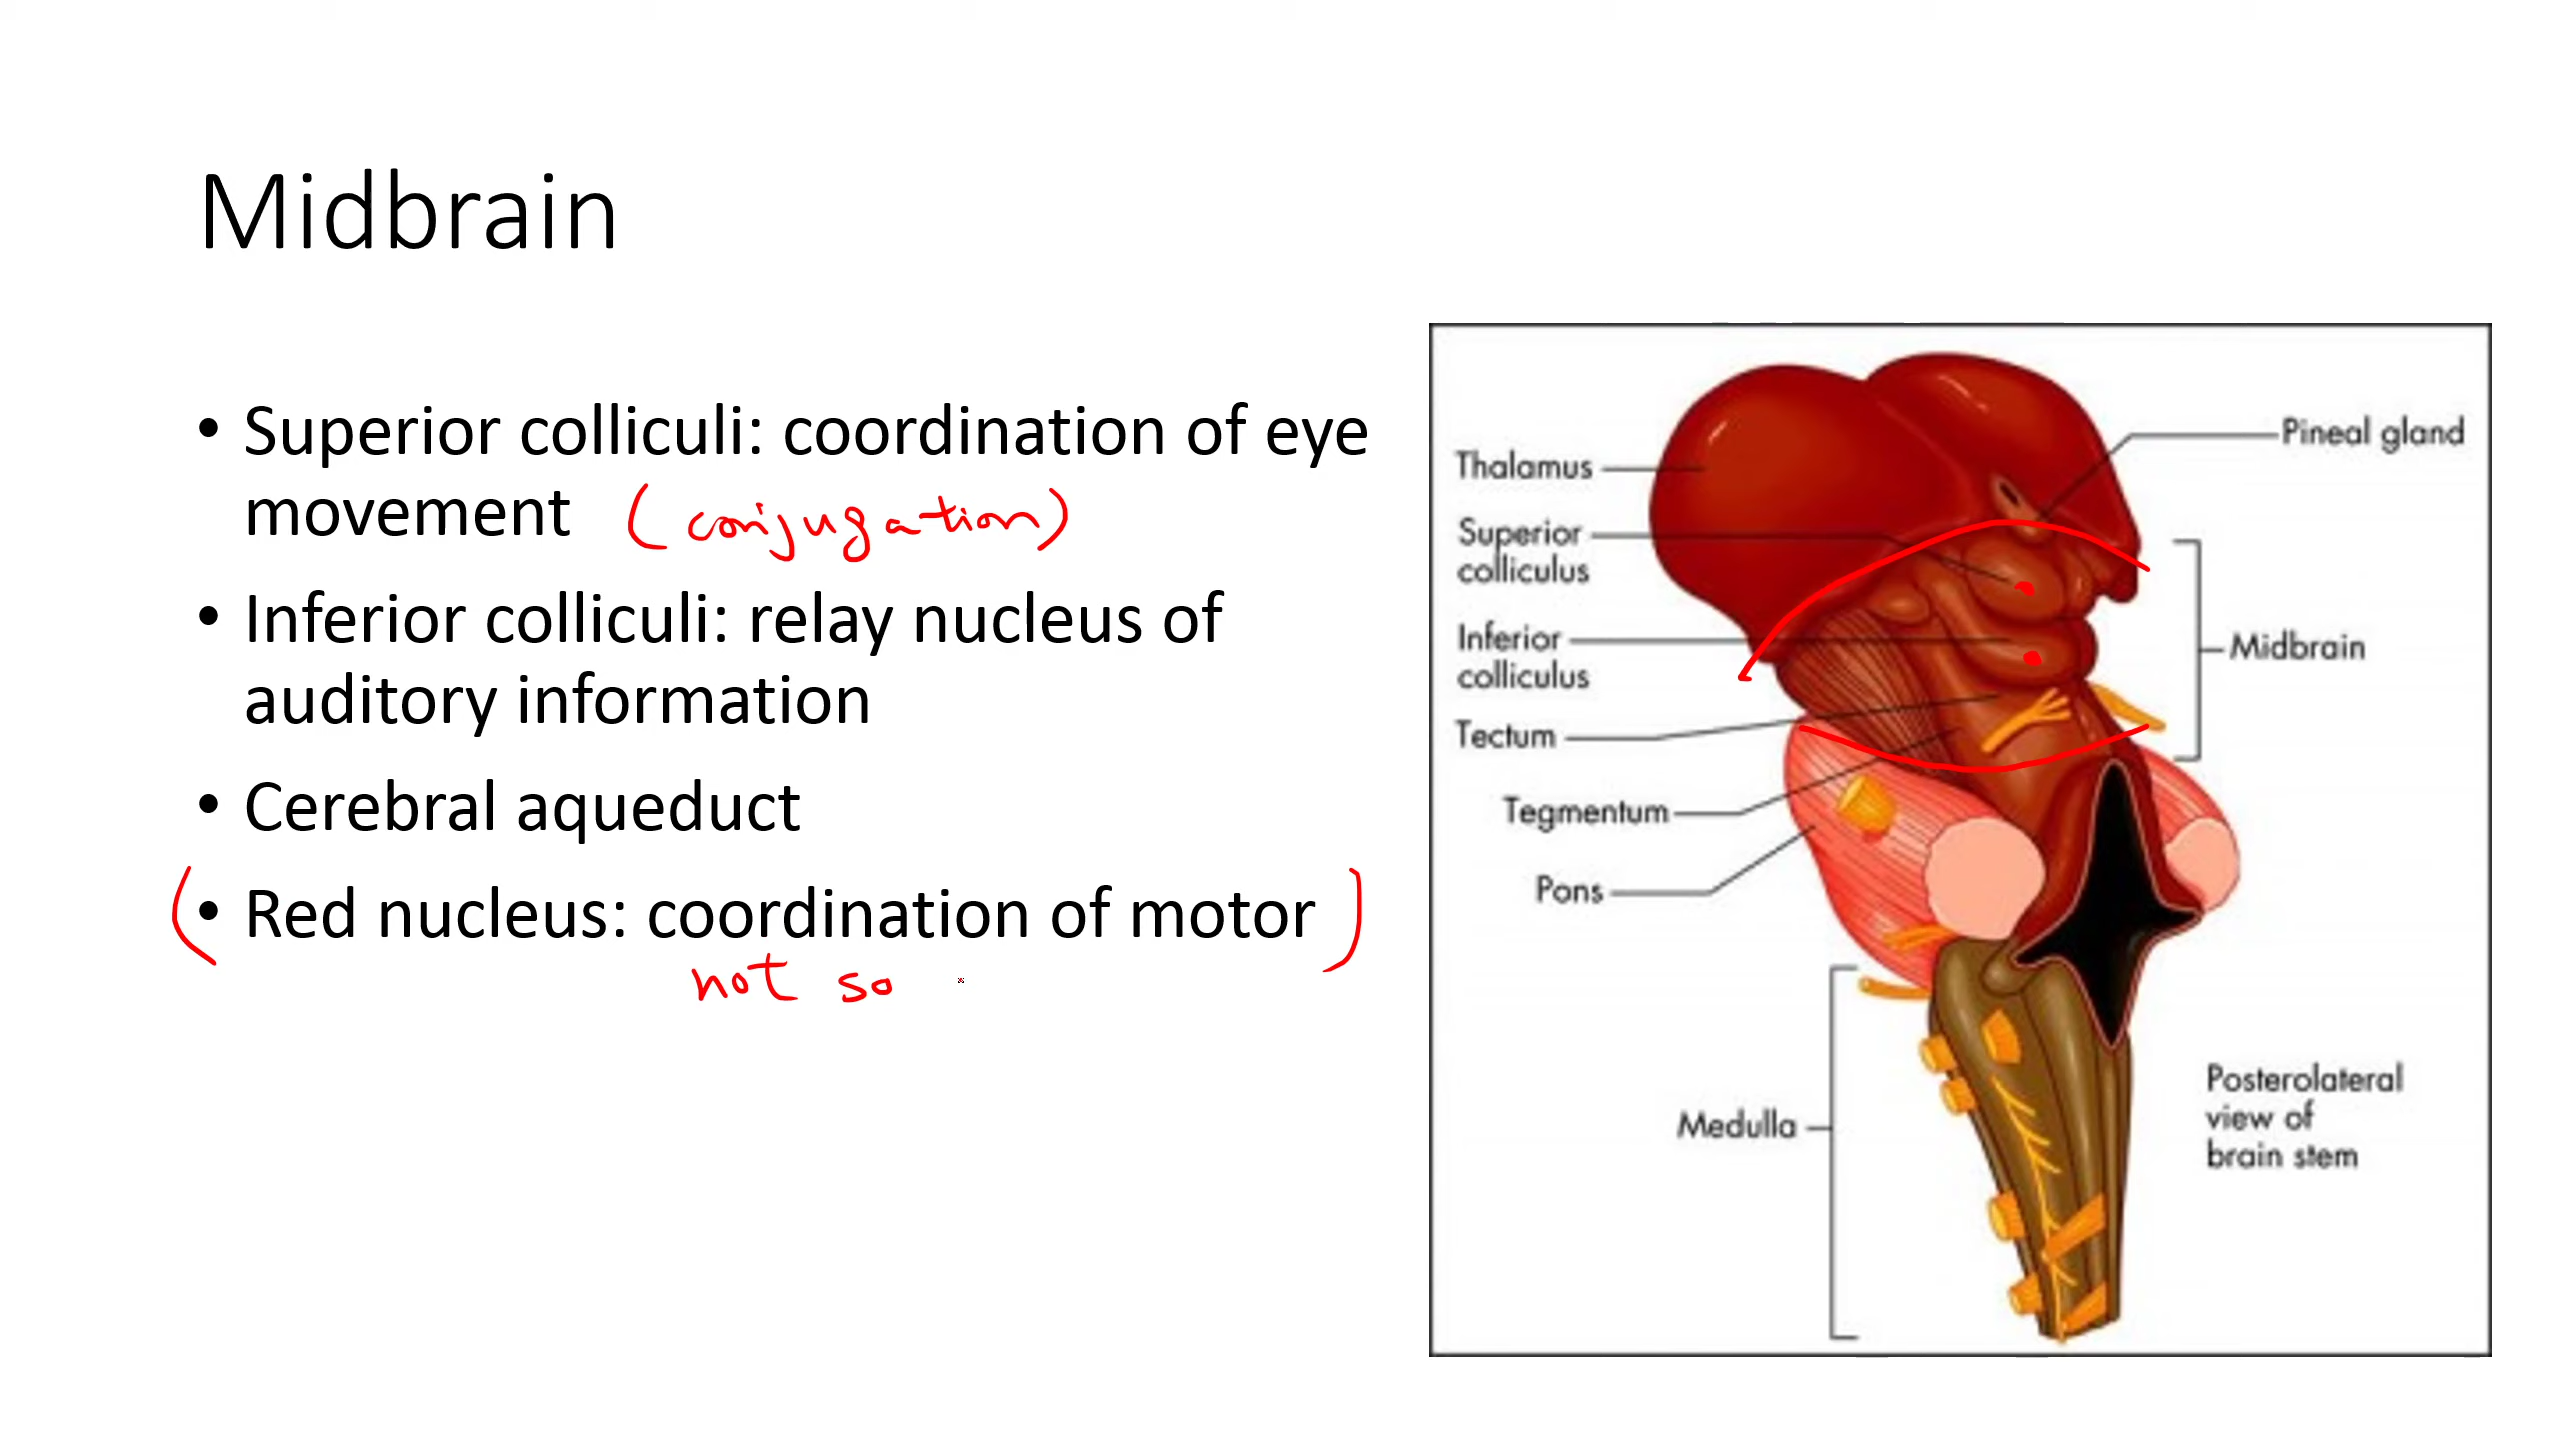 Midbrain
• Superior colliculi: coordination of eye
movement (conjugation)
• Inferior colliculi: relay nucleus of
auditory information
• Cerebral aqueduct
(• Red nucleus: coordination of motor)
not so
Pineal gland
Thalamus
Superior
colliculus
Inferior
colliculus
Midbrain
Tectum
Tegmentum
Pons
Medulla
Posterolateral
view of
brain stem